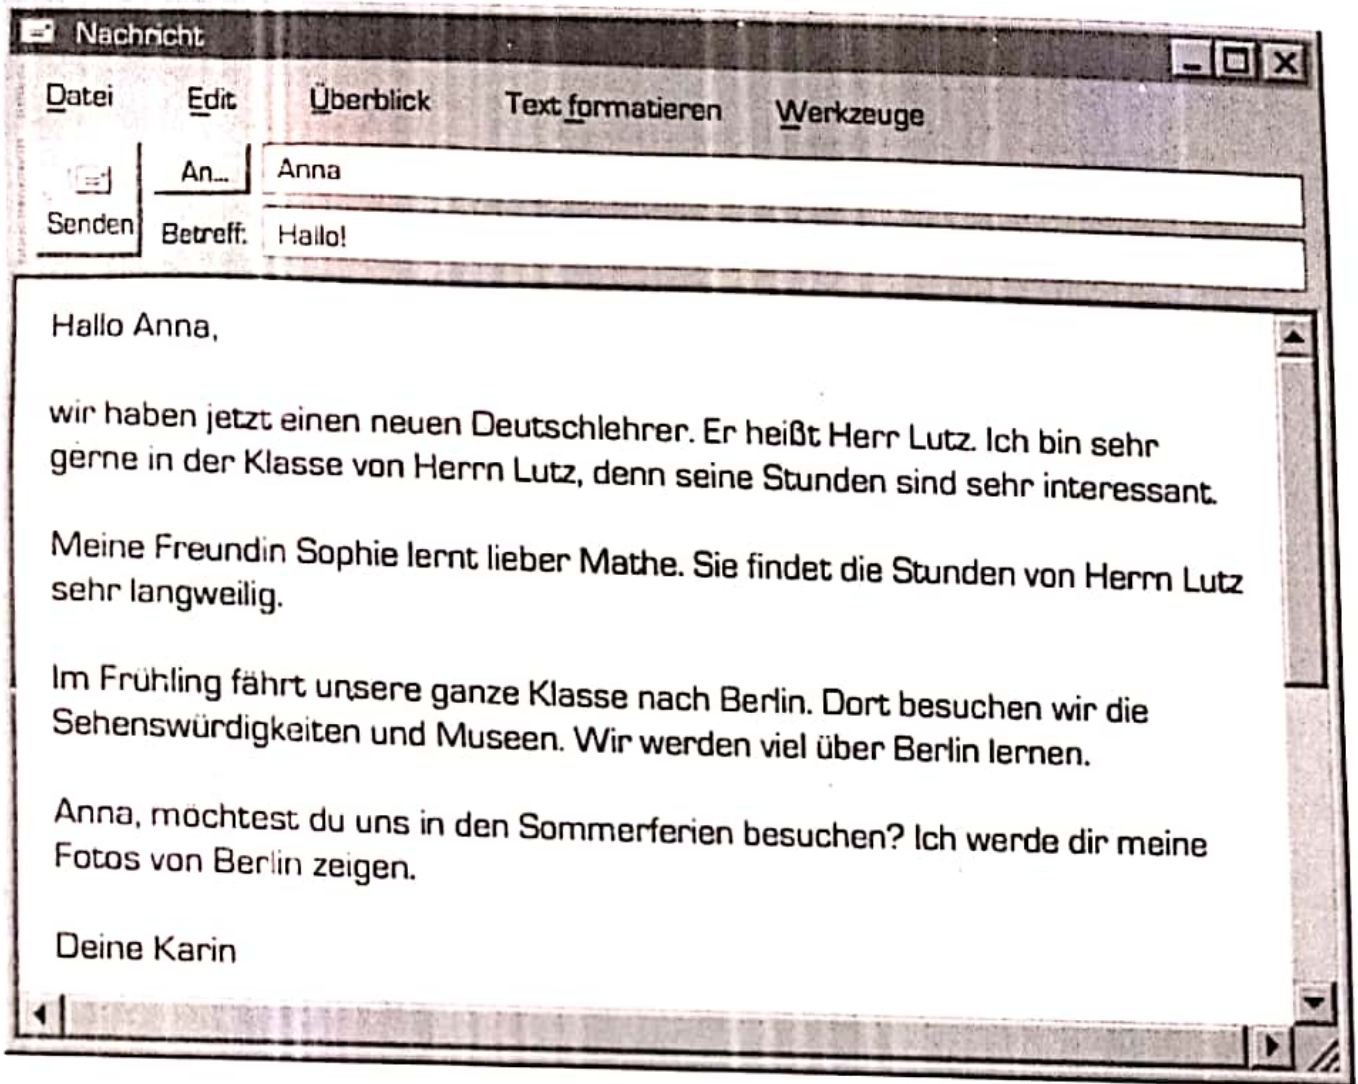 Nachricht
Datei Edit Überblick Text formatieren Werkzeuge
An... Anna
Senden Betreff: Hallo!
Hallo Anna,
wir haben jetzt einen neuen Deutschlehrer. Er heißt Herr Lutz. Ich bin sehr
gerne in der Klasse von Herrn Lutz, denn seine Stunden sind sehr interessant.
Meine Freundin Sophie lernt lieber Mathe. Sie findet die Stunden von Herrn Lutz
sehr langweilig.
Im Frühling fährt unsere ganze Klasse nach Berlin. Dort besuchen wir die
Sehenswürdigkeiten und Museen. Wir werden viel über Berlin lernen.
Anna, möchtest du uns in den Sommerferien besuchen? Ich werde dir meine
Fotos von Berlin zeigen.
Deine Karin